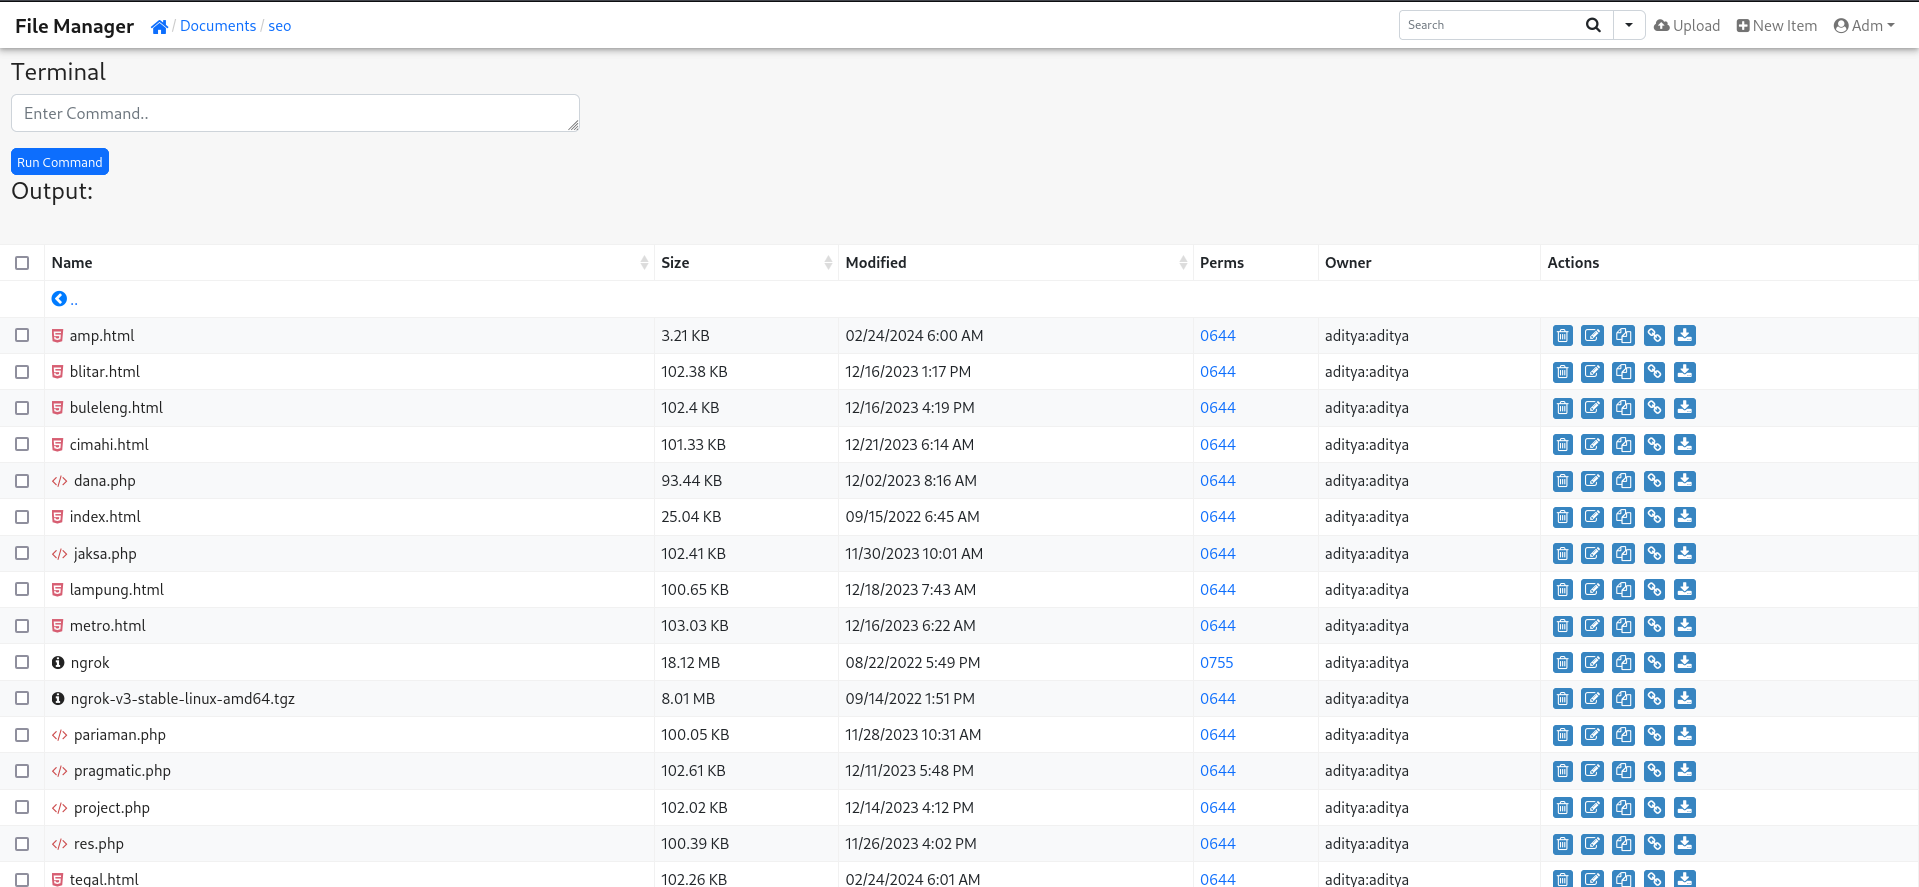 File Manager / Documents / seo Search Upload New Item Adm
Terminal
Enter Command..
Run Command
Output:
Name Size Modified Perms Owner Actions
..
amp.html 3.21 KB 02/24/2024 6:00 AM 0644 aditya:aditya
blitar.html 102.38 KB 12/16/2023 1:17 PM 0644 aditya:aditya
buleleng.html 102.4 KB 12/16/2023 4:19 PM 0644 aditya:aditya
cimahi.html 101.33 KB 12/21/2023 6:14 AM 0644 aditya:aditya
dana.php 93.44 KB 12/02/2023 8:16 AM 0644 aditya:aditya
index.html 25.04 KB 09/15/2022 6:45 AM 0644 aditya:aditya
jaksa.php 102.41 KB 11/30/2023 10:01 AM 0644 aditya:aditya
lampung.html 100.65 KB 12/18/2023 7:43 AM 0644 aditya:aditya
metro.html 103.03 KB 12/16/2023 6:22 AM 0644 aditya:aditya
ngrok 18.12 MB 08/22/2022 5:49 PM 0755 aditya:aditya
ngrok-v3-stable-linux-amd64.tgz 8.01 MB 09/14/2022 1:51 PM 0644 aditya:aditya
pariaman.php 100.05 KB 11/28/2023 10:31 AM 0644 aditya:aditya
pragmatic.php 102.61 KB 12/11/2023 5:48 PM 0644 aditya:aditya
project.php 102.02 KB 12/14/2023 4:12 PM 0644 aditya:aditya
res.php 100.39 KB 11/26/2023 4:02 PM 0644 aditya:aditya
tegal.html 102.26 KB 02/24/2024 6:01 AM 0644 aditya:aditya